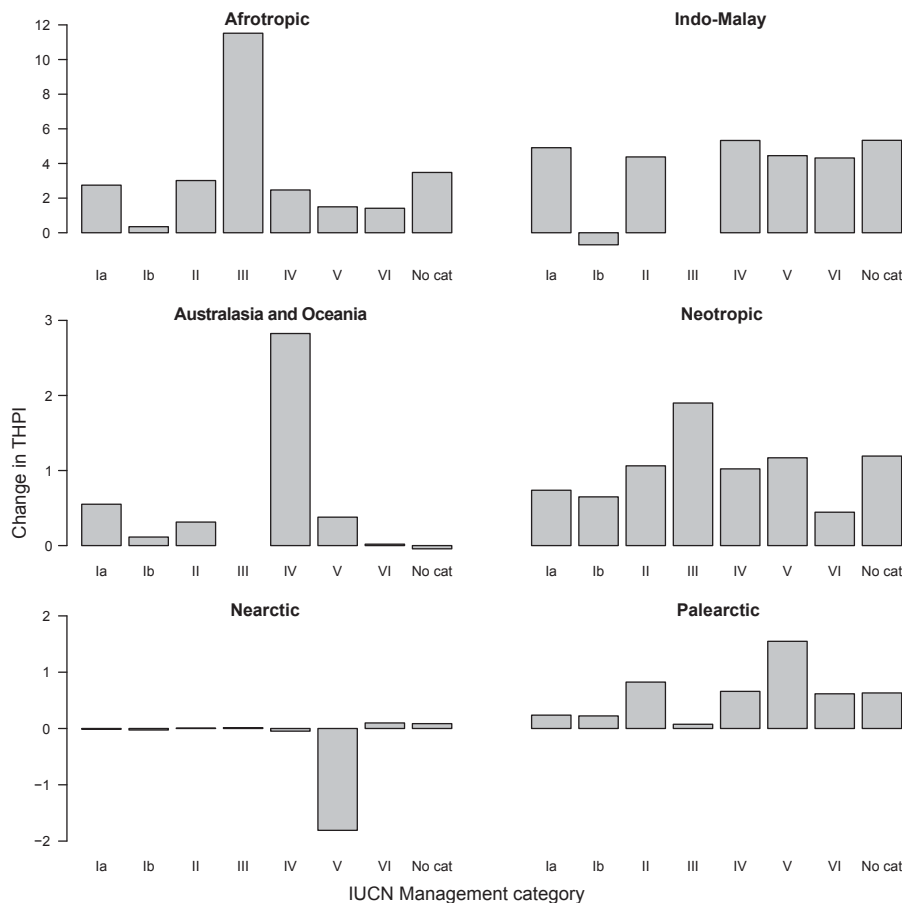 Afrotropic
Indo-Malay
12
10
8
6
4
2
0
Ia Ib II III IV V VI No cat
Ia Ib II III IV V VI No cat
Australasia and Oceania
Neotropic
3
2
1
0
Change in THPI
Ia Ib II III IV V VI No cat
Ia Ib II III IV V VI No cat
Nearctic
Palearctic
2
1
0
−1
−2
Ia Ib II III IV V VI No cat
Ia Ib II III IV V VI No cat
IUCN Management category